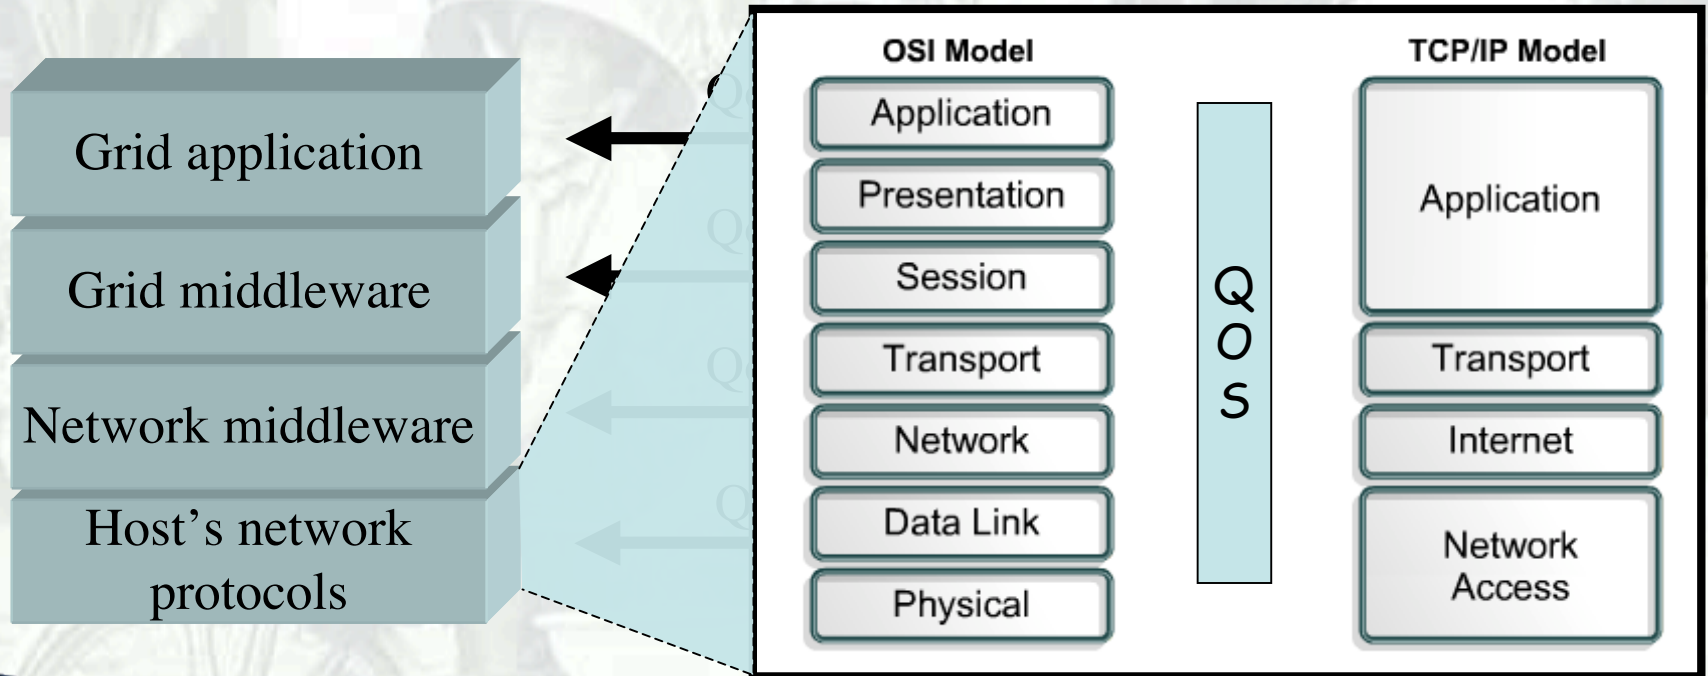 Grid application
Grid middleware
Network middleware
Host’s network
protocols
OSI Model
Application
Presentation
Session
Transport
Network
Data Link
Physical
Q
O
S
TCP/IP Model
Application
Transport
Internet
Network
Access